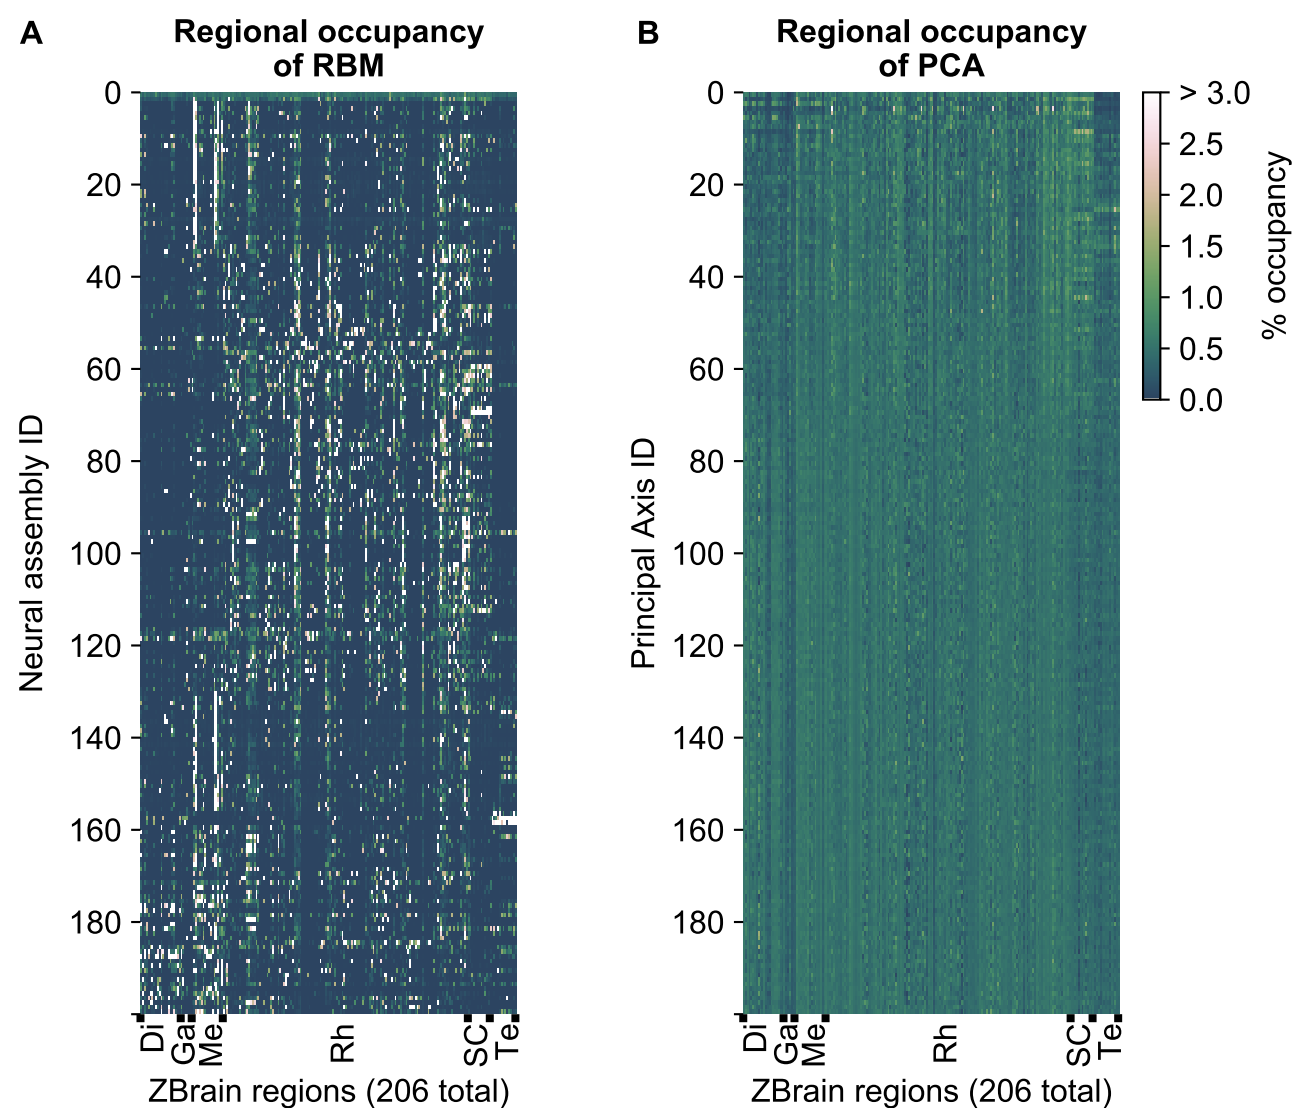 A
Regional occupancy
of RBM
0
20
40
60
80
100
120
140
160
180
Neural assembly ID
Di
Ga
Me
Rh
SC
Te
ZBrain regions (206 total)
B
Regional occupancy
of PCA
0
20
40
60
80
100
120
140
160
180
Principal Axis ID
Di
Ga
Me
Rh
SC
Te
ZBrain regions (206 total)
> 3.0
2.5
2.0
1.5
1.0
0.5
0.0
% occupancy